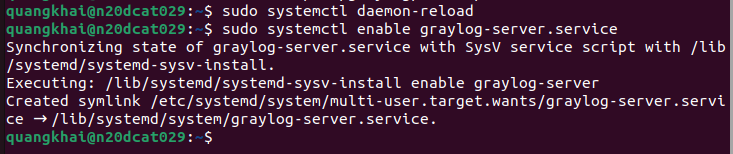 quangkhai@n20dcat029:~$ sudo systemctl daemon-reload
quangkhai@n20dcat029:~$ sudo systemctl enable graylog-server.service
Synchronizing state of graylog-server.service with SysV service script with /lib
/systemd/systemd-sysv-install.
Executing: /lib/systemd/systemd-sysv-install enable graylog-server
Created symlink /etc/systemd/system/multi-user.target.wants/graylog-server.servi
ce → /lib/systemd/system/graylog-server.service.
quangkhai@n20dcat029:~$